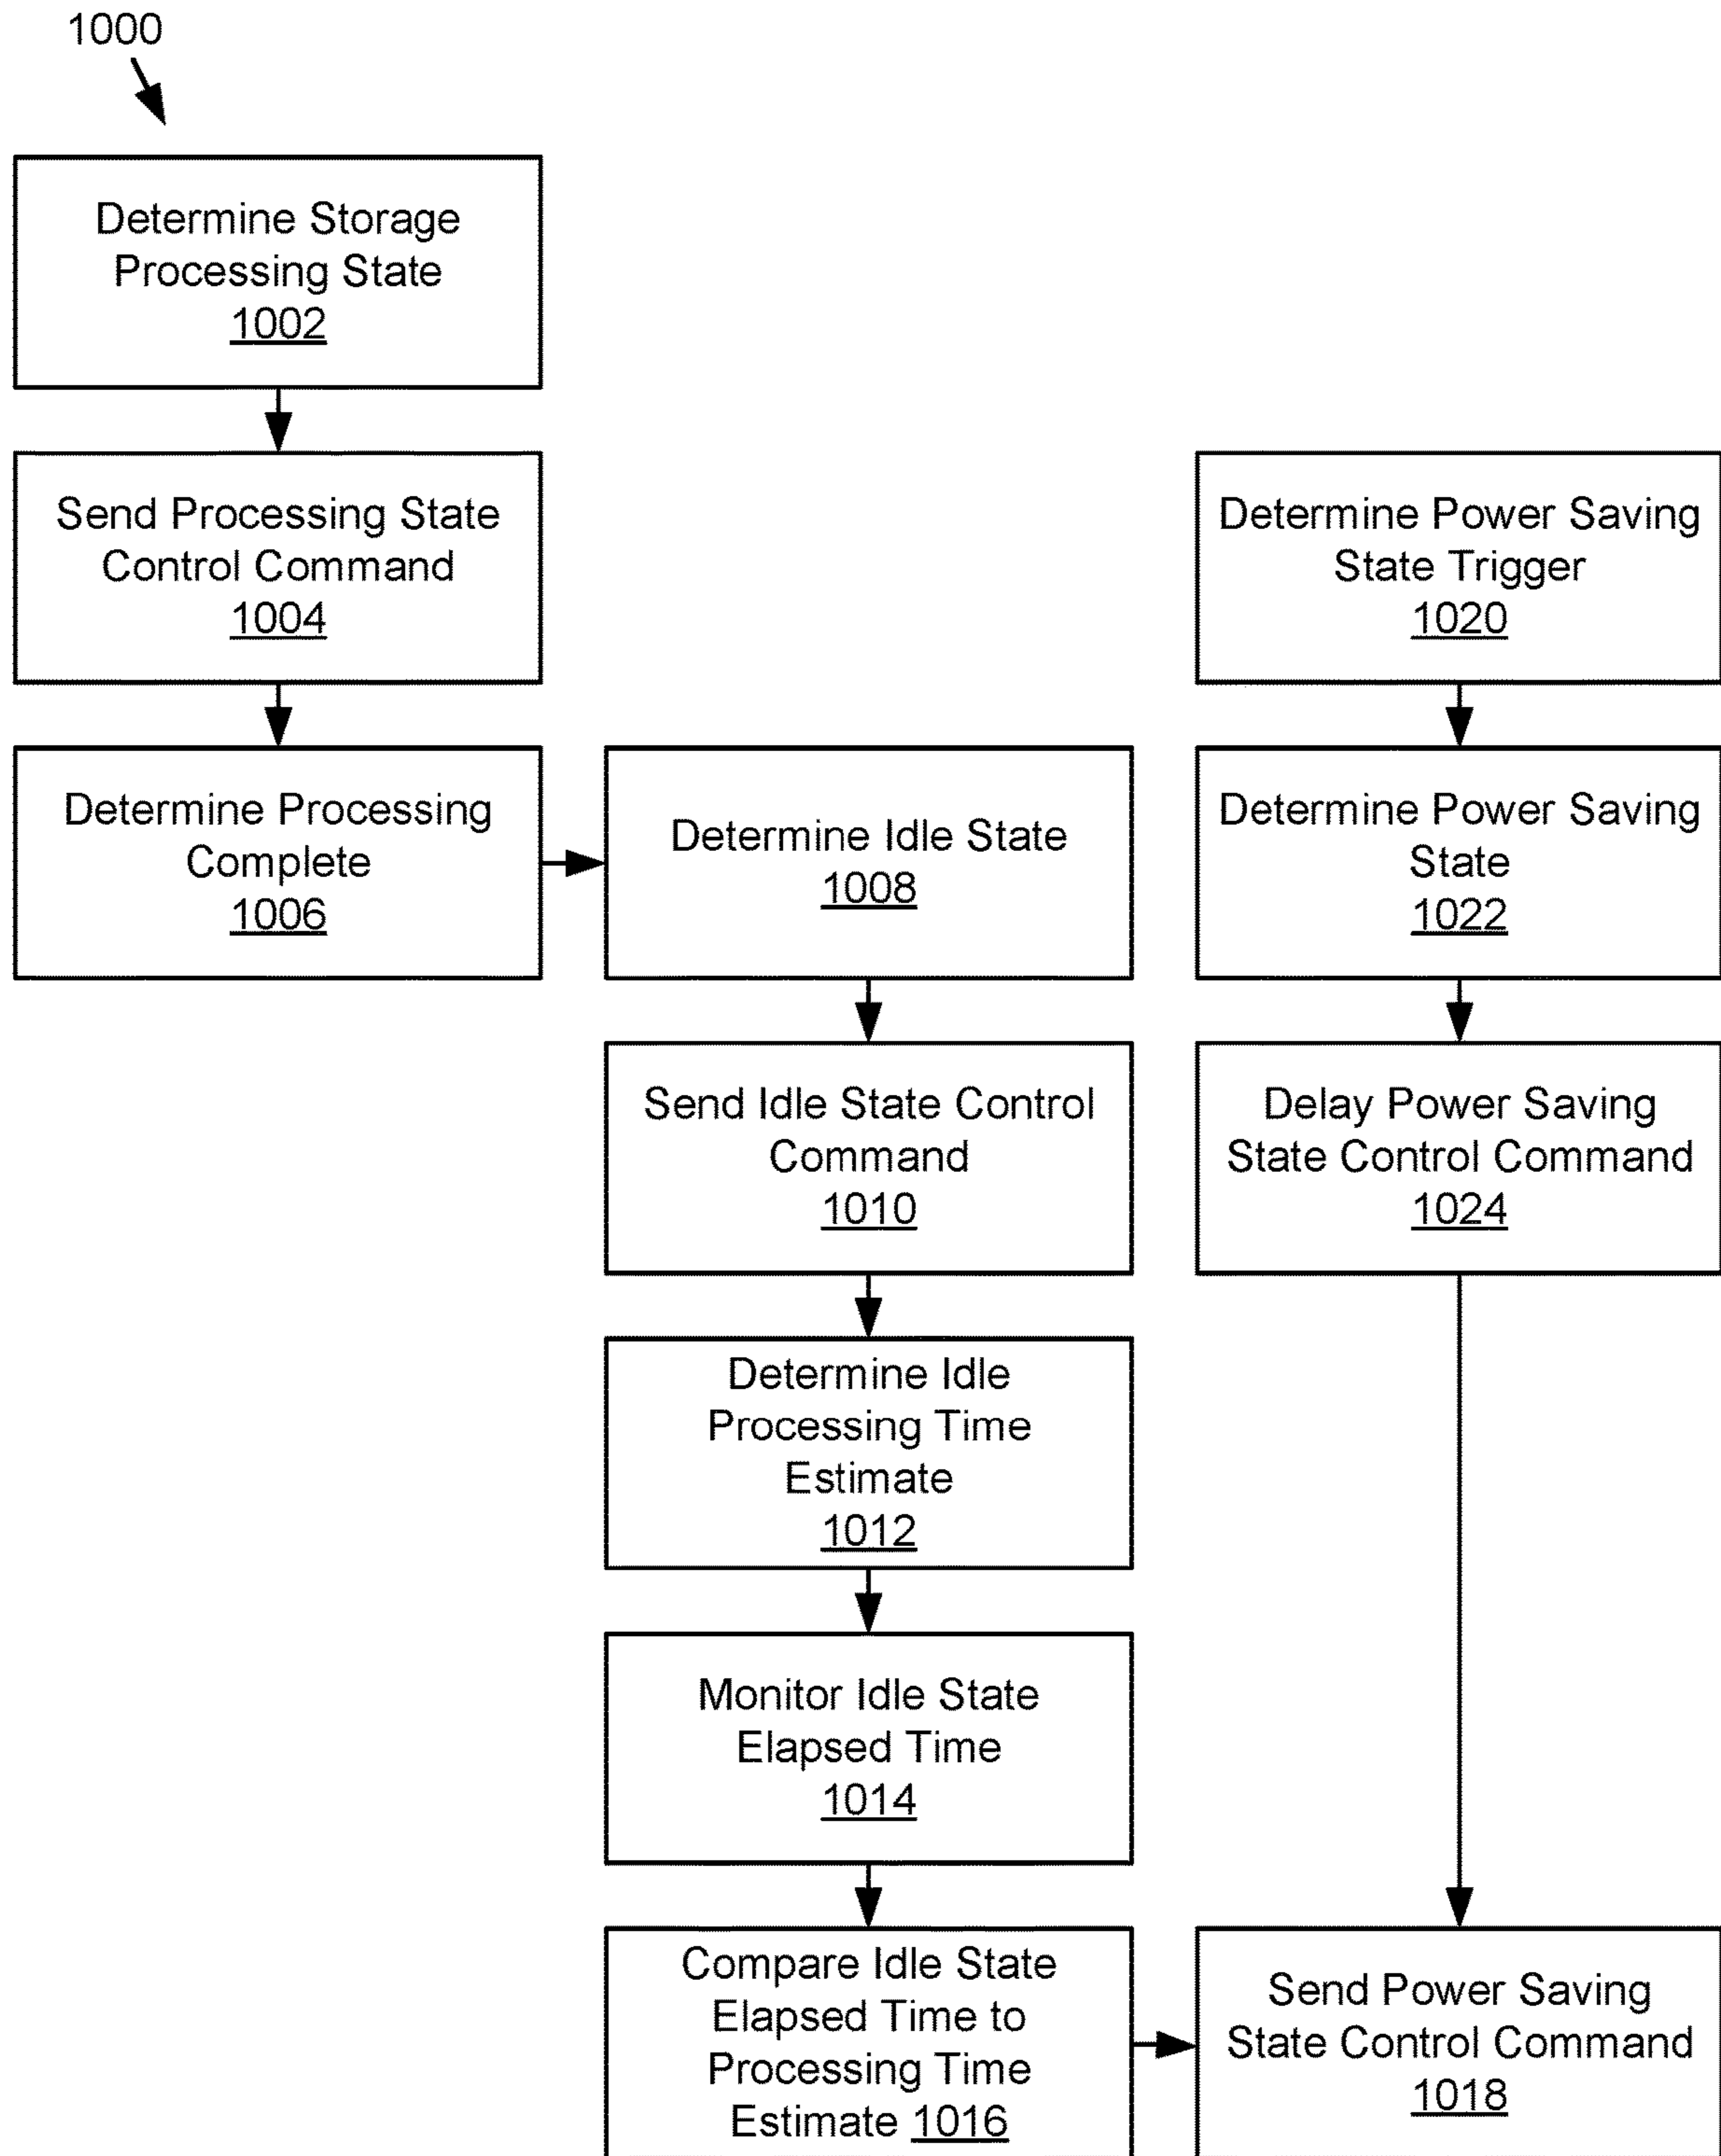 1000
Determine Storage
Processing State
1002
Send Processing State
Control Command
1004
Determine Processing
Complete
1006
Determine Idle State
1008
Send Idle State Control
Command
1010
Determine Idle
Processing Time
Estimate
1012
Monitor Idle State
Elapsed Time
1014
Compare Idle State
Elapsed Time to
Processing Time
Estimate 1016
Determine Power Saving
State Trigger
1020
Determine Power Saving
State
1022
Delay Power Saving
State Control Command
1024
Send Power Saving
State Control Command
1018